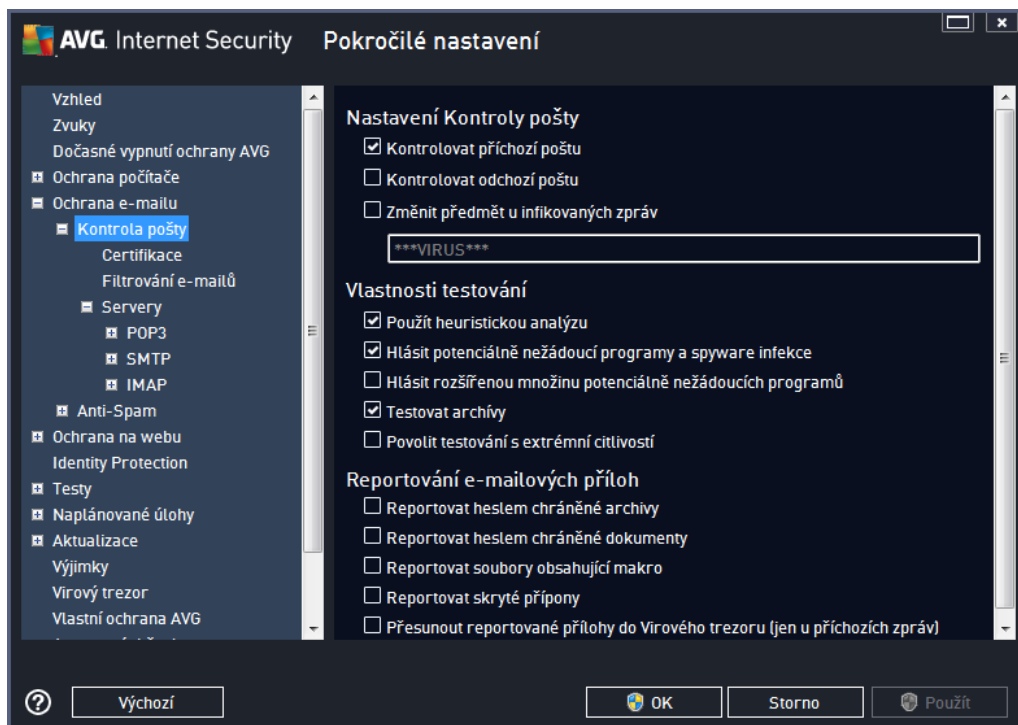 AVG. Internet Security Pokročilé nastavení
Vzhled
Zvuky
Dočasné vypnutí ochrany AVG
Ochrana počítače
Ochrana e-mailu
Kontrola pošty
Certifikace
Filtrování e-mailů
Servery
POP3
SMTP
IMAP
Anti-Spam
Ochrana na webu
Identity Protection
Testy
Naplánované úlohy
Aktualizace
Výjimky
Virový trezor
Vlastní ochrana AVG
Nastavení Kontroly pošty
Kontrolovat příchozí poštu
Kontrolovat odchozí poštu
Změnit předmět u infikovaných zpráv
***VIRUS***
Vlastnosti testování
Použít heuristickou analýzu
Hlásit potenciálně nežádoucí programy a spyware infekce
Hlásit rozšířenou množinu potenciálně nežádoucích programů
Testovat archívy
Povolit testování s extrémní citlivostí
Reportování e-mailových příloh
Reportovat heslem chráněné archivy
Reportovat heslem chráněné dokumenty
Reportovat soubory obsahující makro
Reportovat skryté přípony
Přesunout reportované přílohy do Virového trezoru (jen u příchozích zpráv)
Výchozí
OK
Storno
Použít